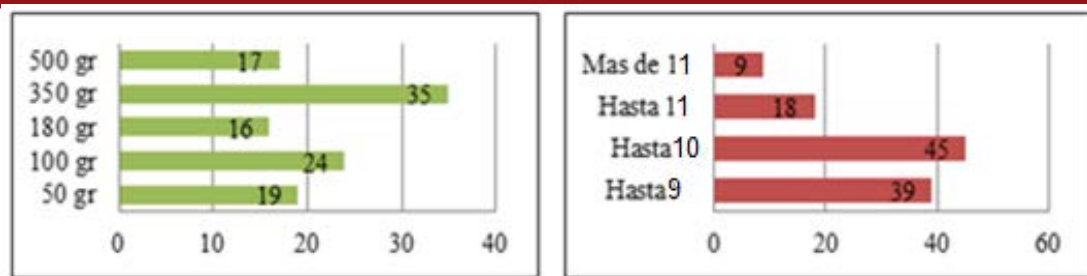 500 gr 17
350 gr 35
180 gr 16
100 gr 24
50 gr 19
0 10 20 30 40
Mas de 11 9
Hasta 11 18
Hasta10 45
Hasta9 39
0 20 40 60